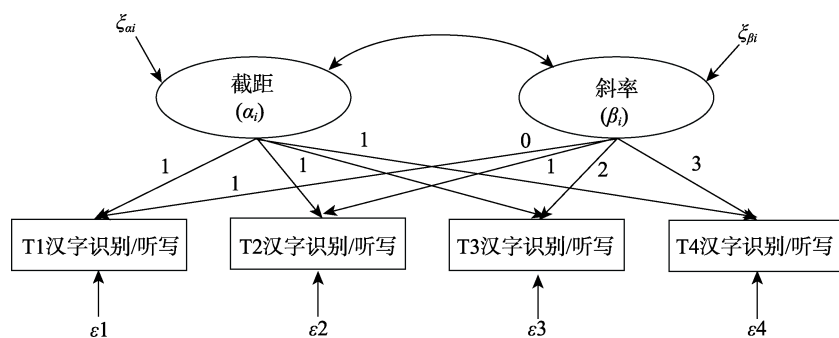 ξαi
ξβi
截距
(αi)
斜率
(βi)
1
1
1
1
0
1
2
3
T1汉字识别/听写
T2汉字识别/听写
T3汉字识别/听写
T4汉字识别/听写
ε1
ε2
ε3
ε4